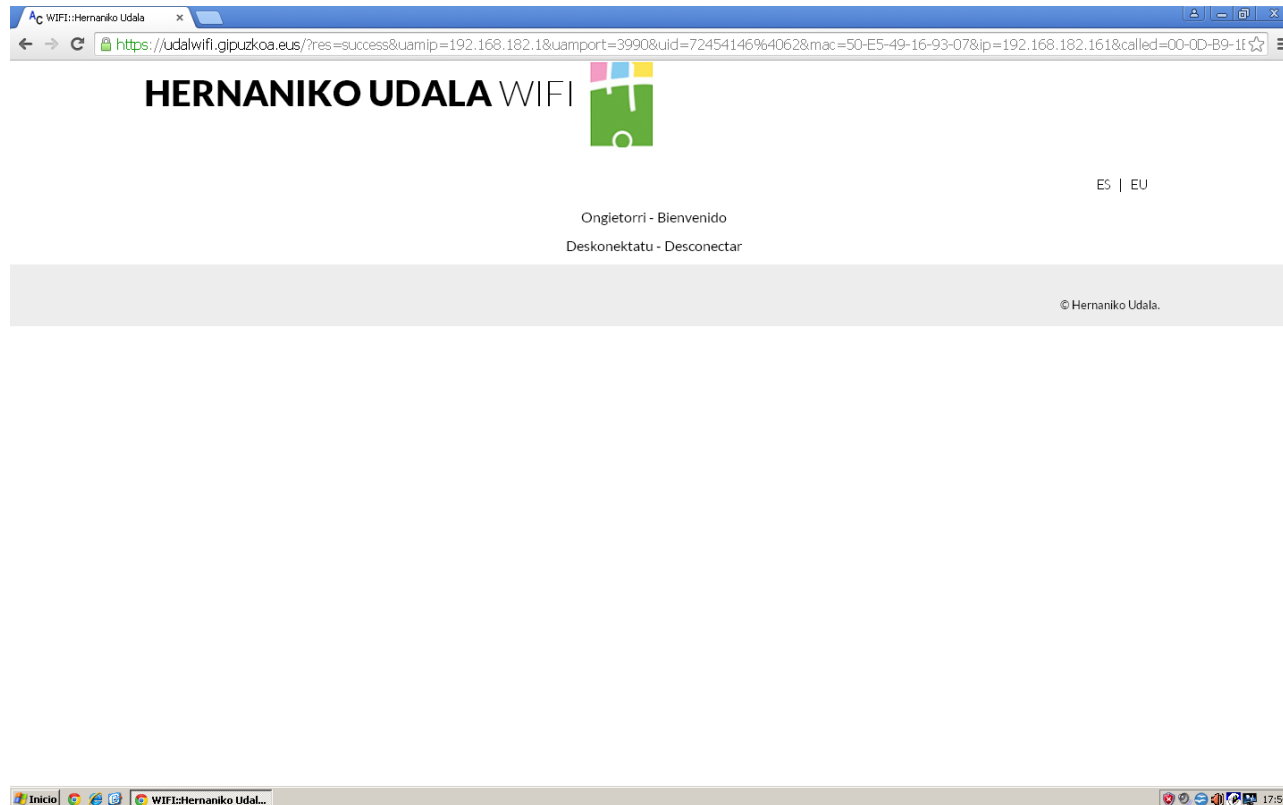 WIFI::Hernaniko Udala
https://udalwifi.gipuzkoa.eus/?res=success&uamip=192.168.182.1&uamport=3990&uid=72454146%4062&mac=50-E5-49-16-93-07&ip=192.168.182.161&called=00-0D-B9-1E
HERNANIKO UDALA WIFI
ES | EU
Ongietorri - Bienvenido
Deskonektatu - Desconectar
© Hernaniko Udala.
Inicio WIFI::Hernaniko Udal... 17:5